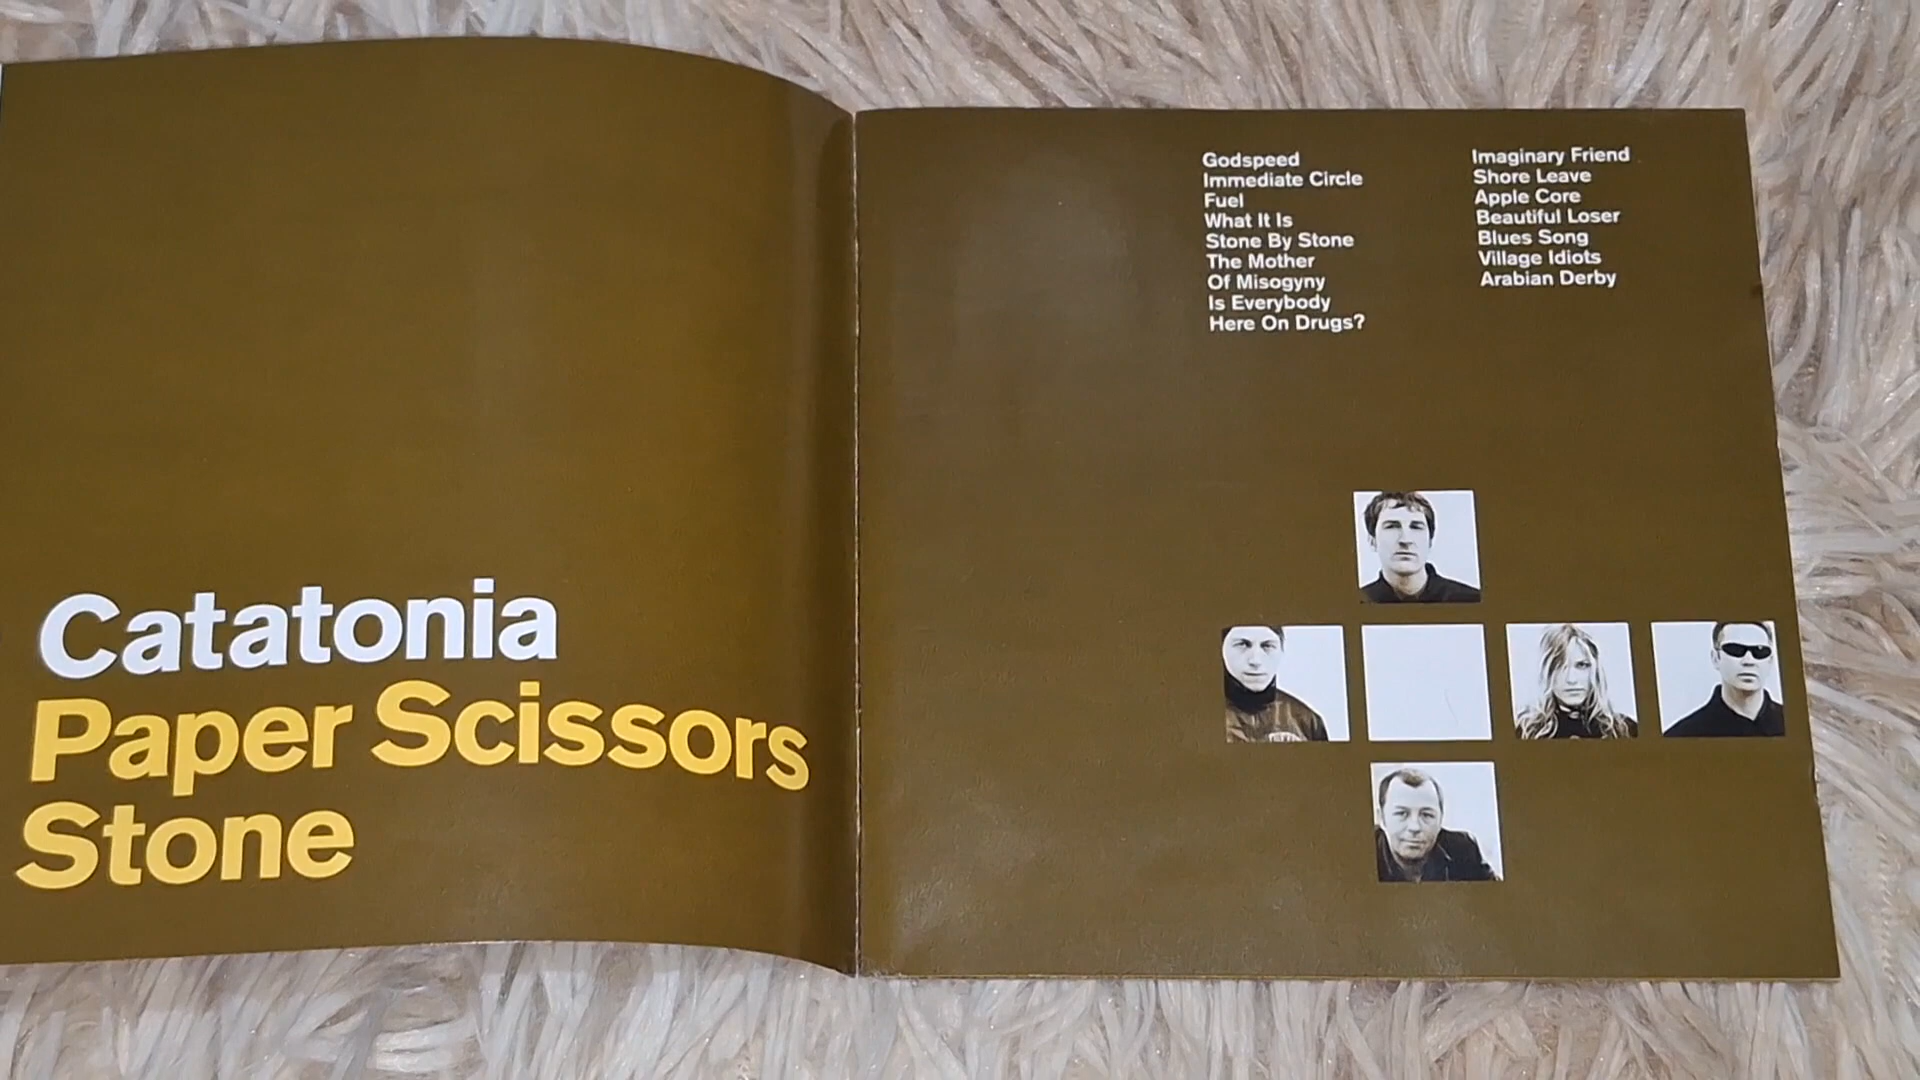 Catatonia
Paper Scissors
Stone
Godspeed
Immediate Circle
Fuel
What It Is
Stone By Stone
The Mother
Of Misogyny
Is Everybody
Here On Drugs?
Imaginary Friend
Shore Leave
Apple Core
Beautiful Loser
Blues Song
Village Idiots
Arabian Derby